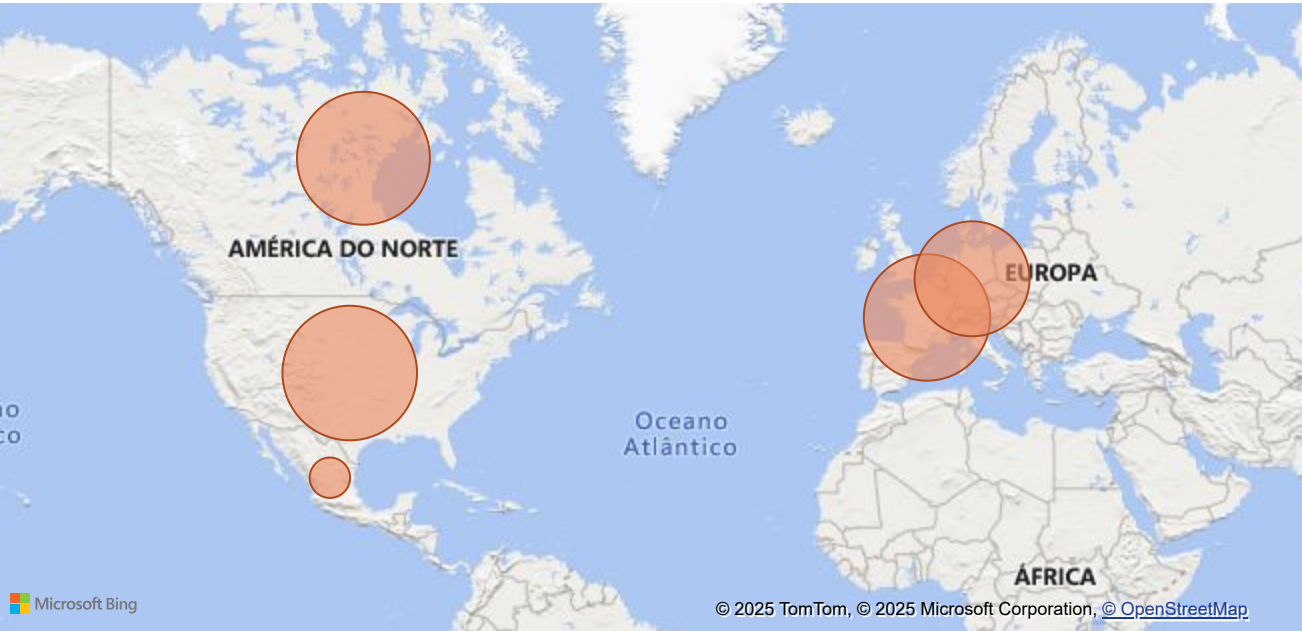 AMÉRICA DO NORTE
EUROPA
Oceano
Atlântico
ÁFRICA
Microsoft Bing
© 2025 TomTom, © 2025 Microsoft Corporation, © OpenStreetMap